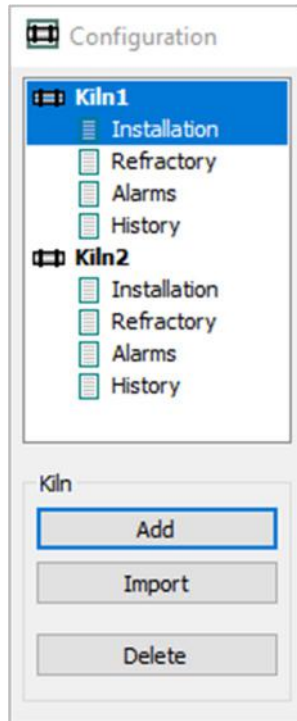 Configuration
Kiln1
Installation
Refractory
Alarms
History
Kiln2
Installation
Refractory
Alarms
History
Kiln
Add
Import
Delete